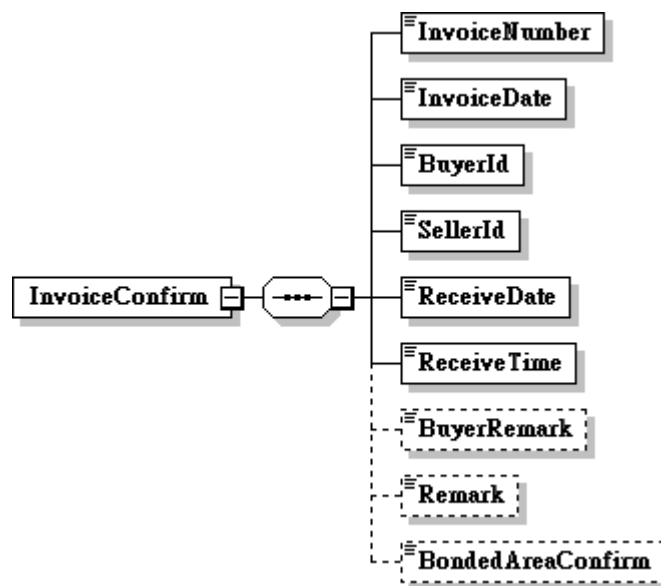 InvoiceNumber
InvoiceDate
BuyerId
SellerId
InvoiceConfirm
ReceiveDate
ReceiveTime
BuyerRemark
Remark
BondedAreaConfirm